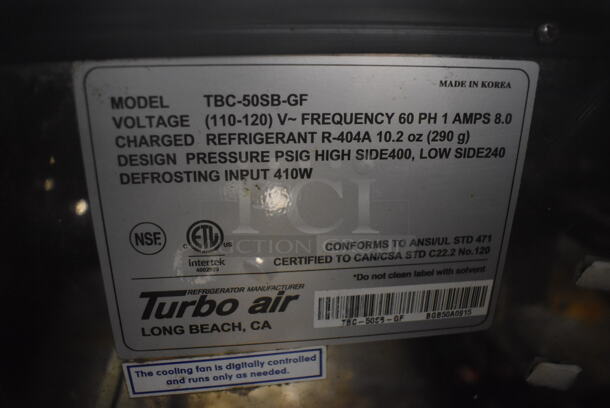 MADE IN KOREA
MODEL TBC-50SB-GF
VOLTAGE (110-120) V~ FREQUENCY 60 PH 1 AMPS 8.0
CHARGED REFRIGERANT R-404A 10.2 oz (290 g)
DESIGN PRESSURE PSIG HIGH SIDE400, LOW SIDE240
DEFROSTING INPUT 410W
NSF.
C ETL US
Intertek
CONFORMS TO ANSI/UL STD 471
CERTIFIED TO CAN/CSA STD C22.2 No.120
*Do not clean label with solvent
REFRIGERATOR MANUFACTURER
Turbo air
LONG BEACH, CA
TBC-50SB-GF
The cooling fan is digitally controlled
and runs only as needed.